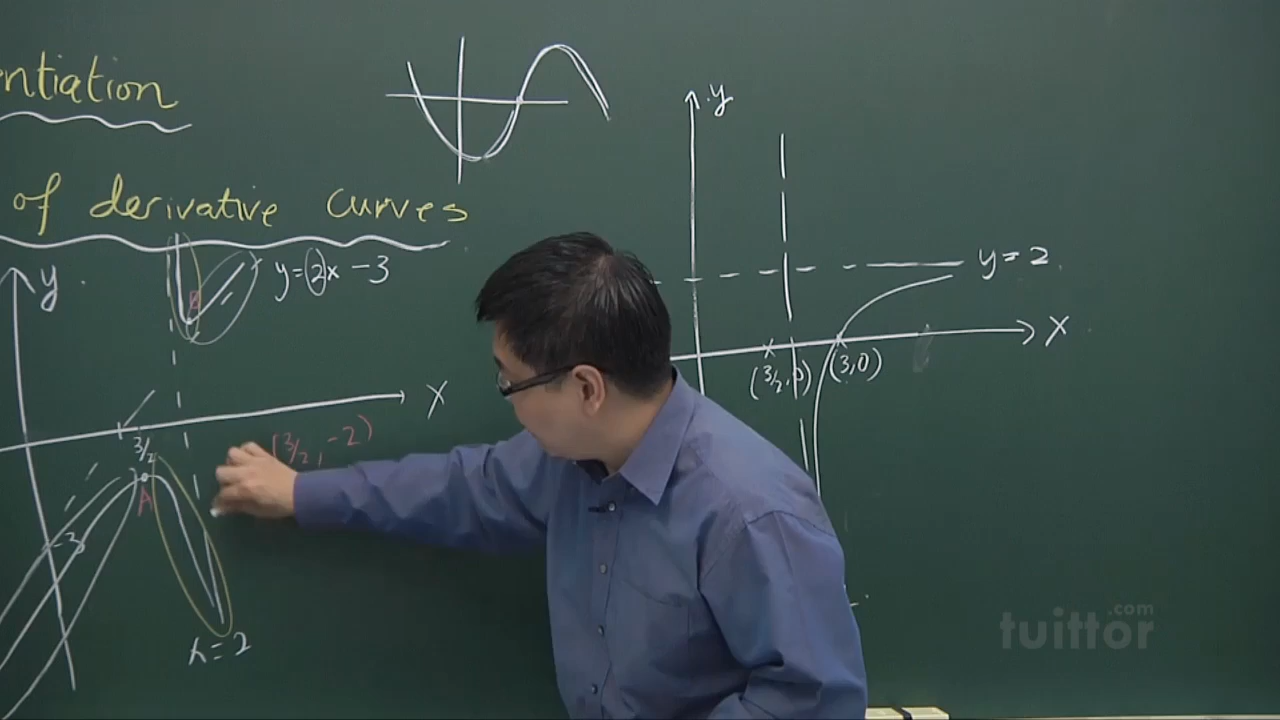 ntiation
of derivative curves
y
y = 2x - 3
x
3/2
(3/2, -2)
A
B
-3
x = 2
y
y = 2
x
(3/2, 0)
(3, 0)
tuittor.com